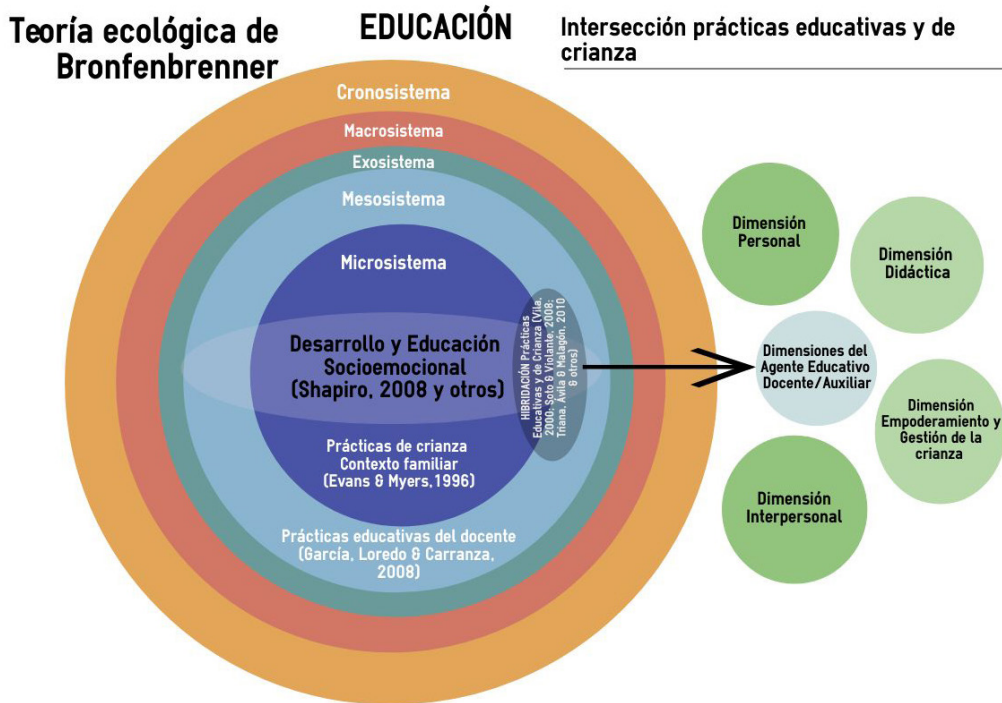 Teoría ecológica de
Bronfenbrenner
EDUCACIÓN
Intersección prácticas educativas y de
crianza
Cronosistema
Macrosistema
Exosistema
Mesosistema
Microsistema
Desarrollo y Educación
Socioemocional
(Shapiro, 2008 y otros)
HIBRIDACIÓN Prácticas
Educativas y de Crianza (Vila,
2000; Soto & Violante, 2008;
Triana, Ávila & Malagón, 2010
& otros)
Prácticas de crianza
Contexto familiar
(Evans & Myers,1996)
Prácticas educativas del docente
(García, Loredo & Carranza,
2008)
Dimensión
Personal
Dimensión
Didáctica
Dimensiones del
Agente Educativo
Docente/Auxiliar
Dimensión
Empoderamiento y
Gestión de la
crianza
Dimensión
Interpersonal